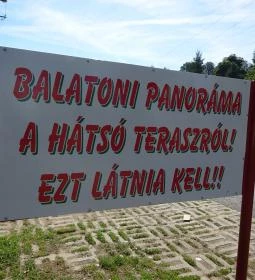 BALATONI PANORÁMA
A HÁTSÓ TERASZRÓL!
EZT LÁTNIA KELL!!